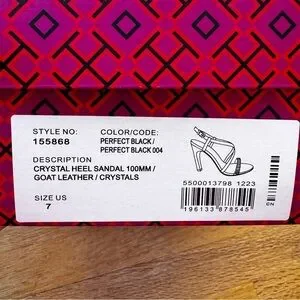 STYLE NO:
155868
COLOR/CODE:
PERFECT BLACK /
PERFECT BLACK 004
DESCRIPTION
CRYSTAL HEEL SANDAL 100MM /
GOAT LEATHER / CRYSTALS
SIZE US
7
5500013798 1223
196133 878545
CN